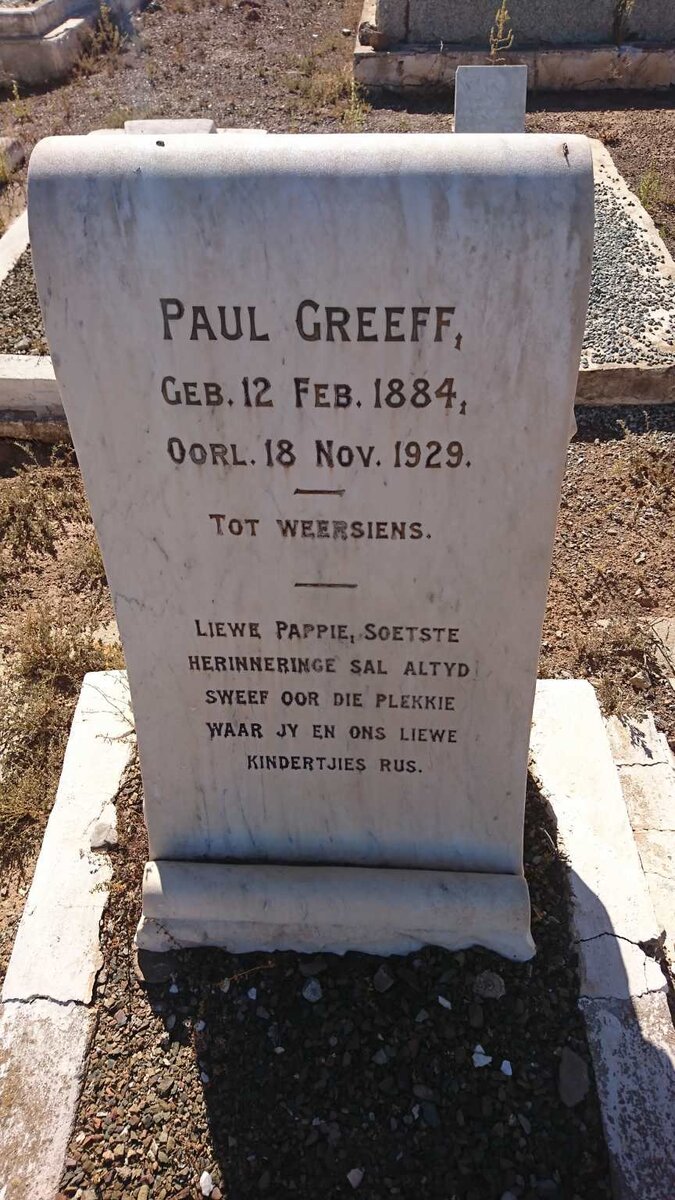 PAUL GREEFF,
GEB. 12 FEB. 1884,
OORL. 18 NOV. 1929.
TOT WEERSIENS.
LIEWE PAPPIE, SOETSTE
HERINNERINGE SAL ALTYD
SWEEF OOR DIE PLEKKIE
WAAR JY EN ONS LIEWE
KINDERTJIES RUS.